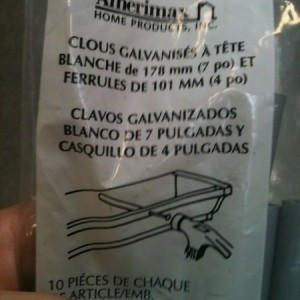 Amerimax
HOME PRODUCTS, INC.
CLOUS GALVANISÉS À TÊTE
BLANCHE de 178 mm (7 po) ET
FERRULES DE 101 MM (4 po)
CLAVOS GALVANIZADOS
BLANCO DE 7 PULGADAS Y
CASQUILLO DE 4 PULGADAS
10 PIÉCES DE CHAQUE
ARTICLE/EMB.